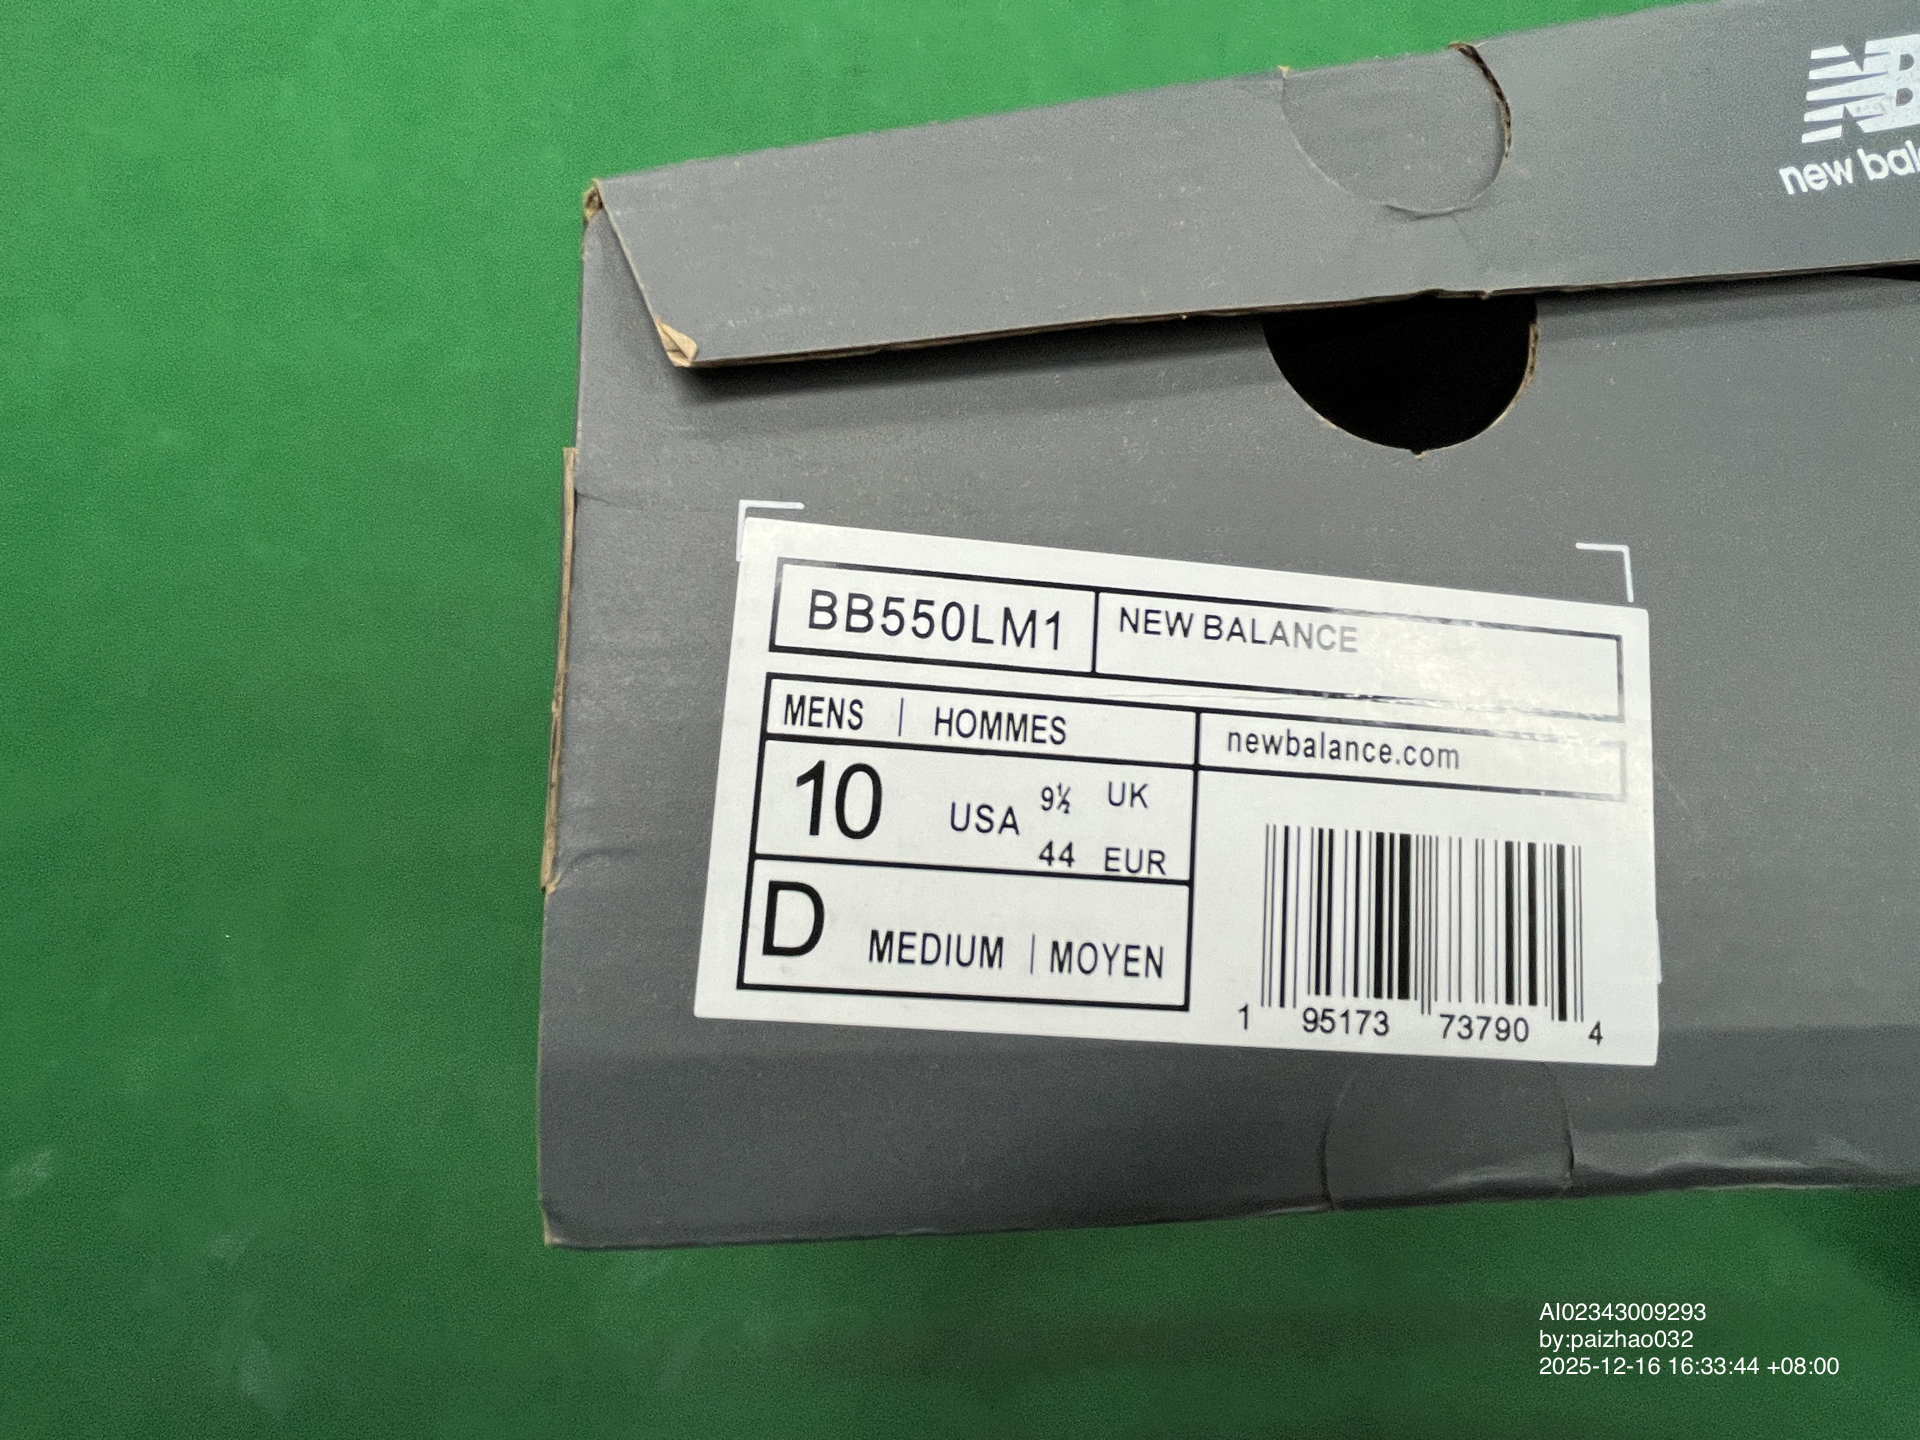 NB
new bal
BB550LM1
NEW BALANCE
MENS | HOMMES
newbalance.com
10 USA 9½ UK
44 EUR
D MEDIUM | MOYEN
1 95173 73790 4
AI02343009293
by:paizhao032
2025-12-16 16:33:44 +08:00